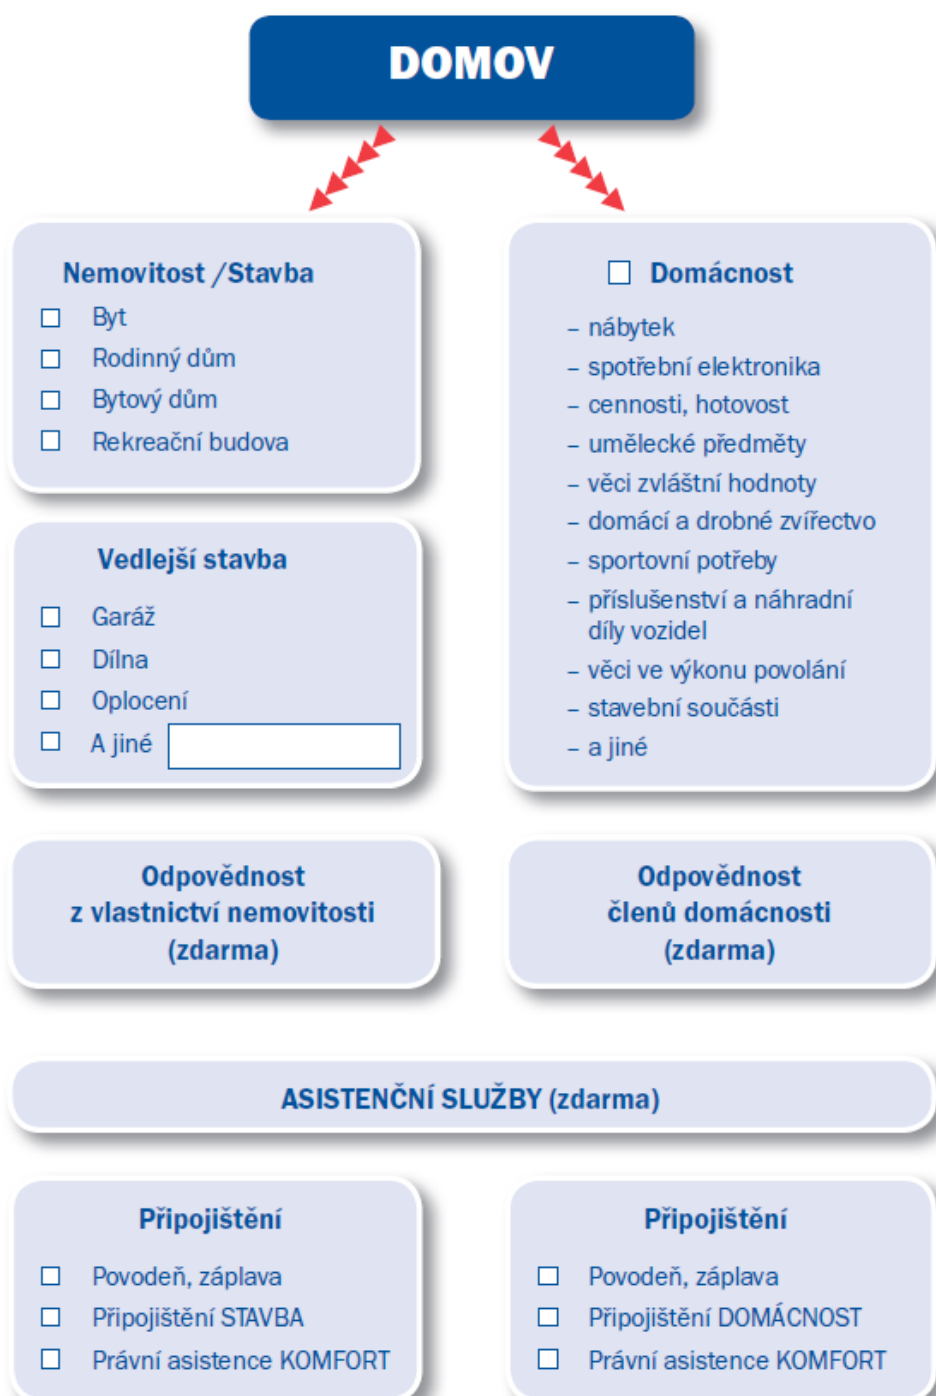 DOMOV
Nemovitost /Stavba
Byt
Rodinný dům
Bytový dům
Rekreační budova
Vedlejší stavba
Garáž
Dílna
Oplocení
A jiné
Domácnost
– nábytek
– spotřební elektronika
– cennosti, hotovost
– umělecké předměty
– věci zvláštní hodnoty
– domácí a drobné zvířectvo
– sportovní potřeby
– příslušenství a náhradní
díly vozidel
– věci ve výkonu povolání
– stavební součásti
– a jiné
Odpovědnost
z vlastnictví nemovitosti
(zdarma)
Odpovědnost
členů domácnosti
(zdarma)
ASISTENČNÍ SLUŽBY (zdarma)
Připojištění
Povodeň, záplava
Připojištění STAVBA
Právní asistence KOMFORT
Připojištění
Povodeň, záplava
Připojištění DOMÁCNOST
Právní asistence KOMFORT